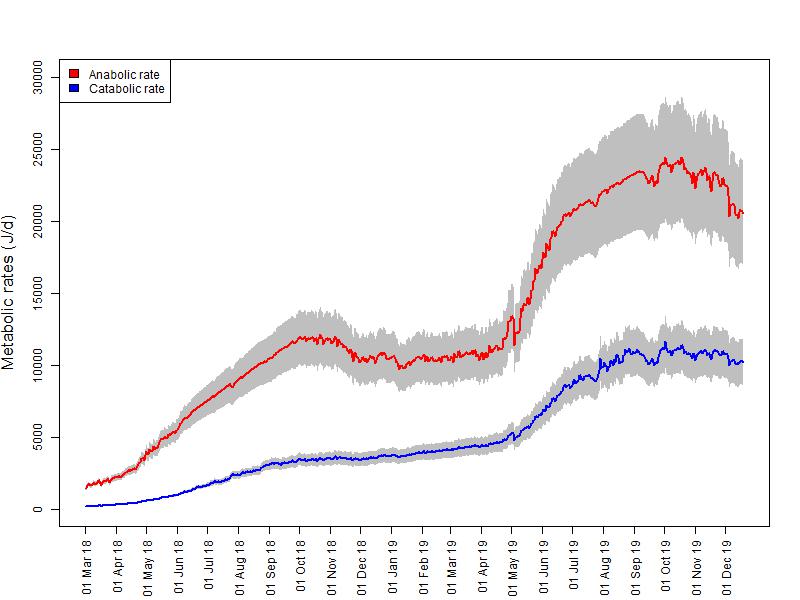 Anabolic rate
Catabolic rate
Metabolic rates (J/d)
30000
25000
20000
15000
10000
5000
0
01 Mar 18
01 Apr 18
01 May 18
01 Jun 18
01 Jul 18
01 Aug 18
01 Sep 18
01 Oct 18
01 Nov 18
01 Dec 18
01 Jan 19
01 Feb 19
01 Mar 19
01 Apr 19
01 May 19
01 Jun 19
01 Jul 19
01 Aug 19
01 Sep 19
01 Oct 19
01 Nov 19
01 Dec 19